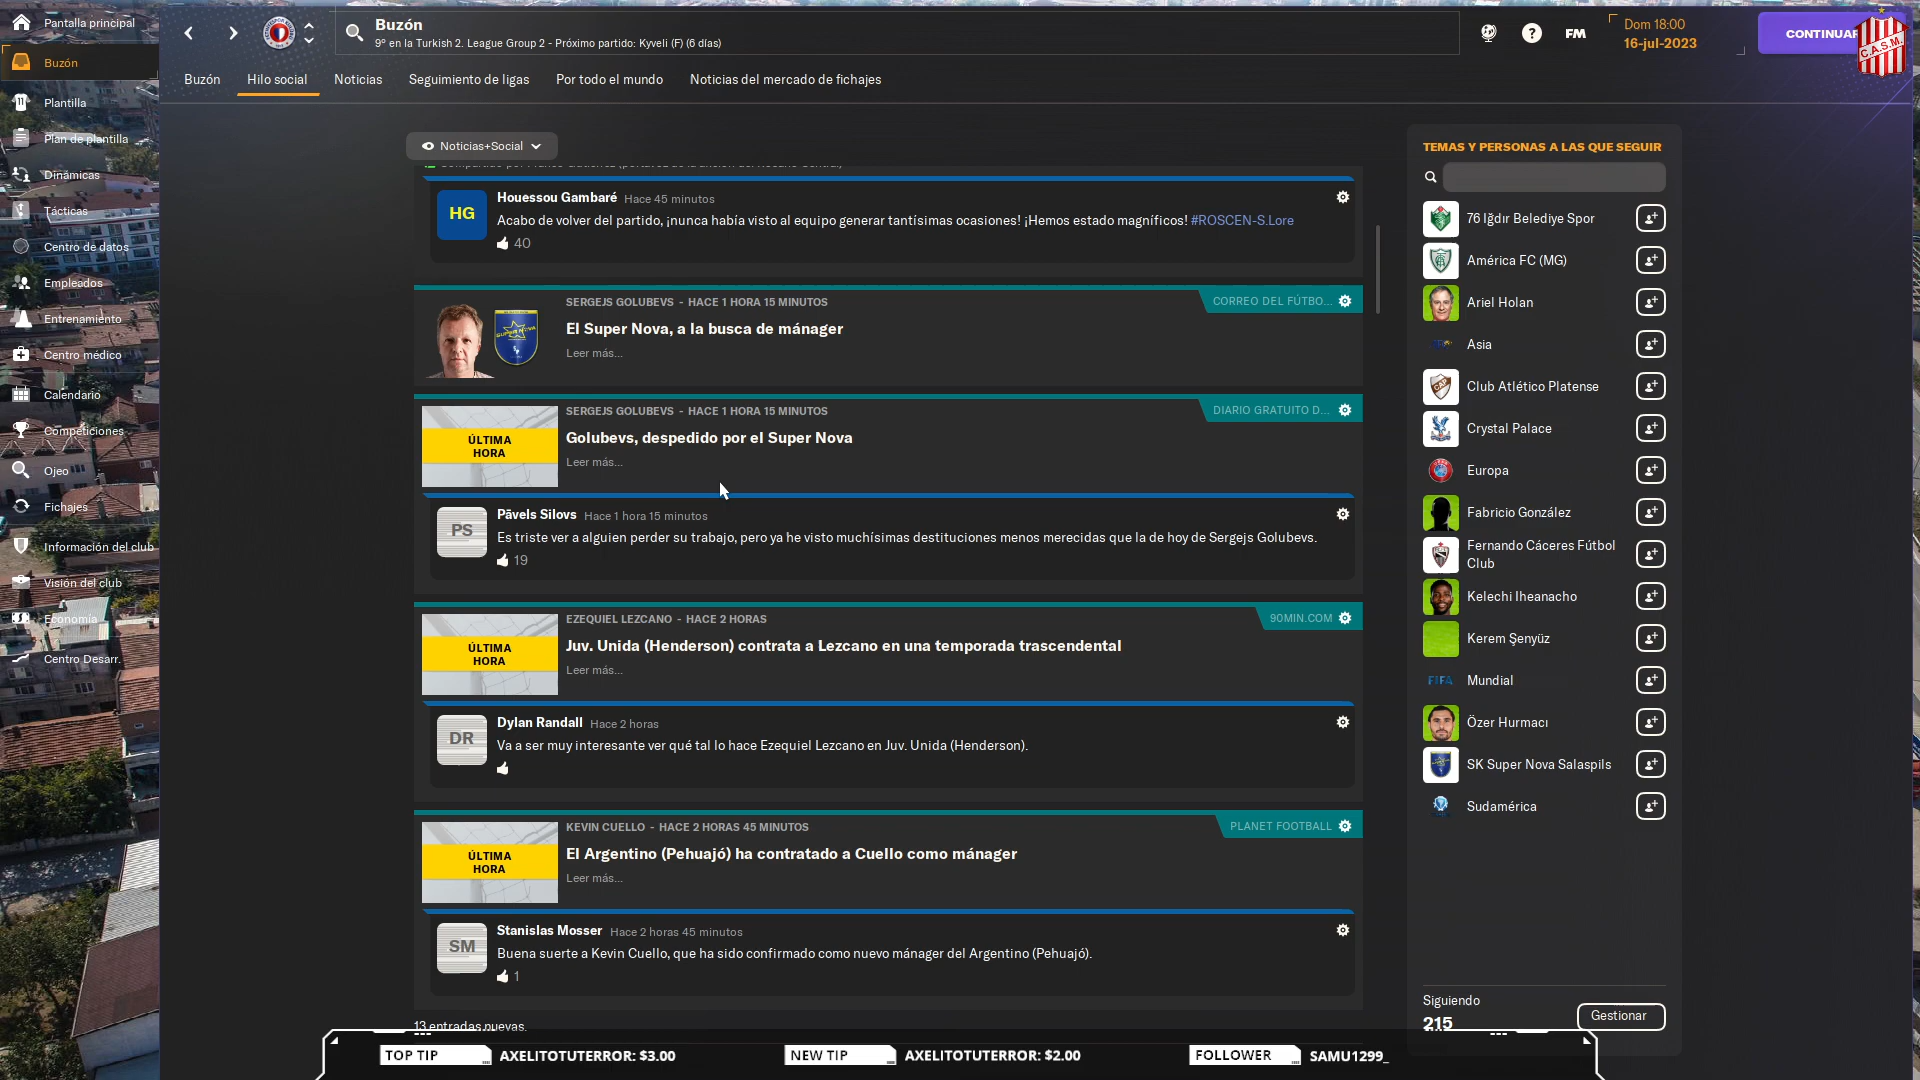 Pantalla principal
Buzón
Plantilla
Plan de plantilla
Dinámicas
Tácticas
Centro de datos
Empleados
Entrenamiento
Centro médico
Calendario
Competiciones
Ojeo
Fichajes
Información del club
Visión del club
Economía
Centro Desarr.
Buzón
9º en la Turkish 2. League Group 2 - Próximo partido: Kyveli (F) (6 días)
FM
Dom 18:00
16-jul-2023
CONTINUAR
C.A.S.M.
Buzón
Hilo social
Noticias
Seguimiento de ligas
Por todo el mundo
Noticias del mercado de fichajes
Noticias+Social
HG
Houessou Gambaré Hace 45 minutos
Acabo de volver del partido, ¡nunca había visto al equipo generar tantísimas ocasiones! ¡Hemos estado magníficos! #ROSCEN-S.Lore
40
SERGEJS GOLUBEVS - HACE 1 HORA 15 MINUTOS
CORREO DEL FÚTBO...
El Super Nova, a la busca de mánager
Leer más...
SERGEJS GOLUBEVS - HACE 1 HORA 15 MINUTOS
DIARIO GRATUITO D...
ÚLTIMA HORA
Golubevs, despedido por el Super Nova
Leer más...
PS
Pāvels Silovs Hace 1 hora 15 minutos
Es triste ver a alguien perder su trabajo, pero ya he visto muchísimas destituciones menos merecidas que la de hoy de Sergejs Golubevs.
19
EZEQUIEL LEZCANO - HACE 2 HORAS
90MIN.COM
ÚLTIMA HORA
Juv. Unida (Henderson) contrata a Lezcano en una temporada trascendental
Leer más...
DR
Dylan Randall Hace 2 horas
Va a ser muy interesante ver qué tal lo hace Ezequiel Lezcano en Juv. Unida (Henderson).
KEVIN CUELLO - HACE 2 HORAS 45 MINUTOS
PLANET FOOTBALL
ÚLTIMA HORA
El Argentino (Pehuajó) ha contratado a Cuello como mánager
Leer más...
SM
Stanislas Mosser Hace 2 horas 45 minutos
Buena suerte a Kevin Cuello, que ha sido confirmado como nuevo mánager del Argentino (Pehuajó).
1
13 entradas nuevas.
TEMAS Y PERSONAS A LAS QUE SEGUIR
76 Iğdır Belediye Spor
América FC (MG)
Ariel Holan
Asia
Club Atlético Platense
Crystal Palace
Europa
Fabricio González
Fernando Cáceres Fútbol
Club
Kelechi Iheanacho
Kerem Şenyüz
FIFA
Mundial
Özer Hurmacı
SK Super Nova Salaspils
Sudamérica
Siguiendo
215
Gestionar
TOP TIP
AXELITOTUTERROR: $3.00
NEW TIP
AXELITOTUTERROR: $2.00
FOLLOWER
SAMU1299_